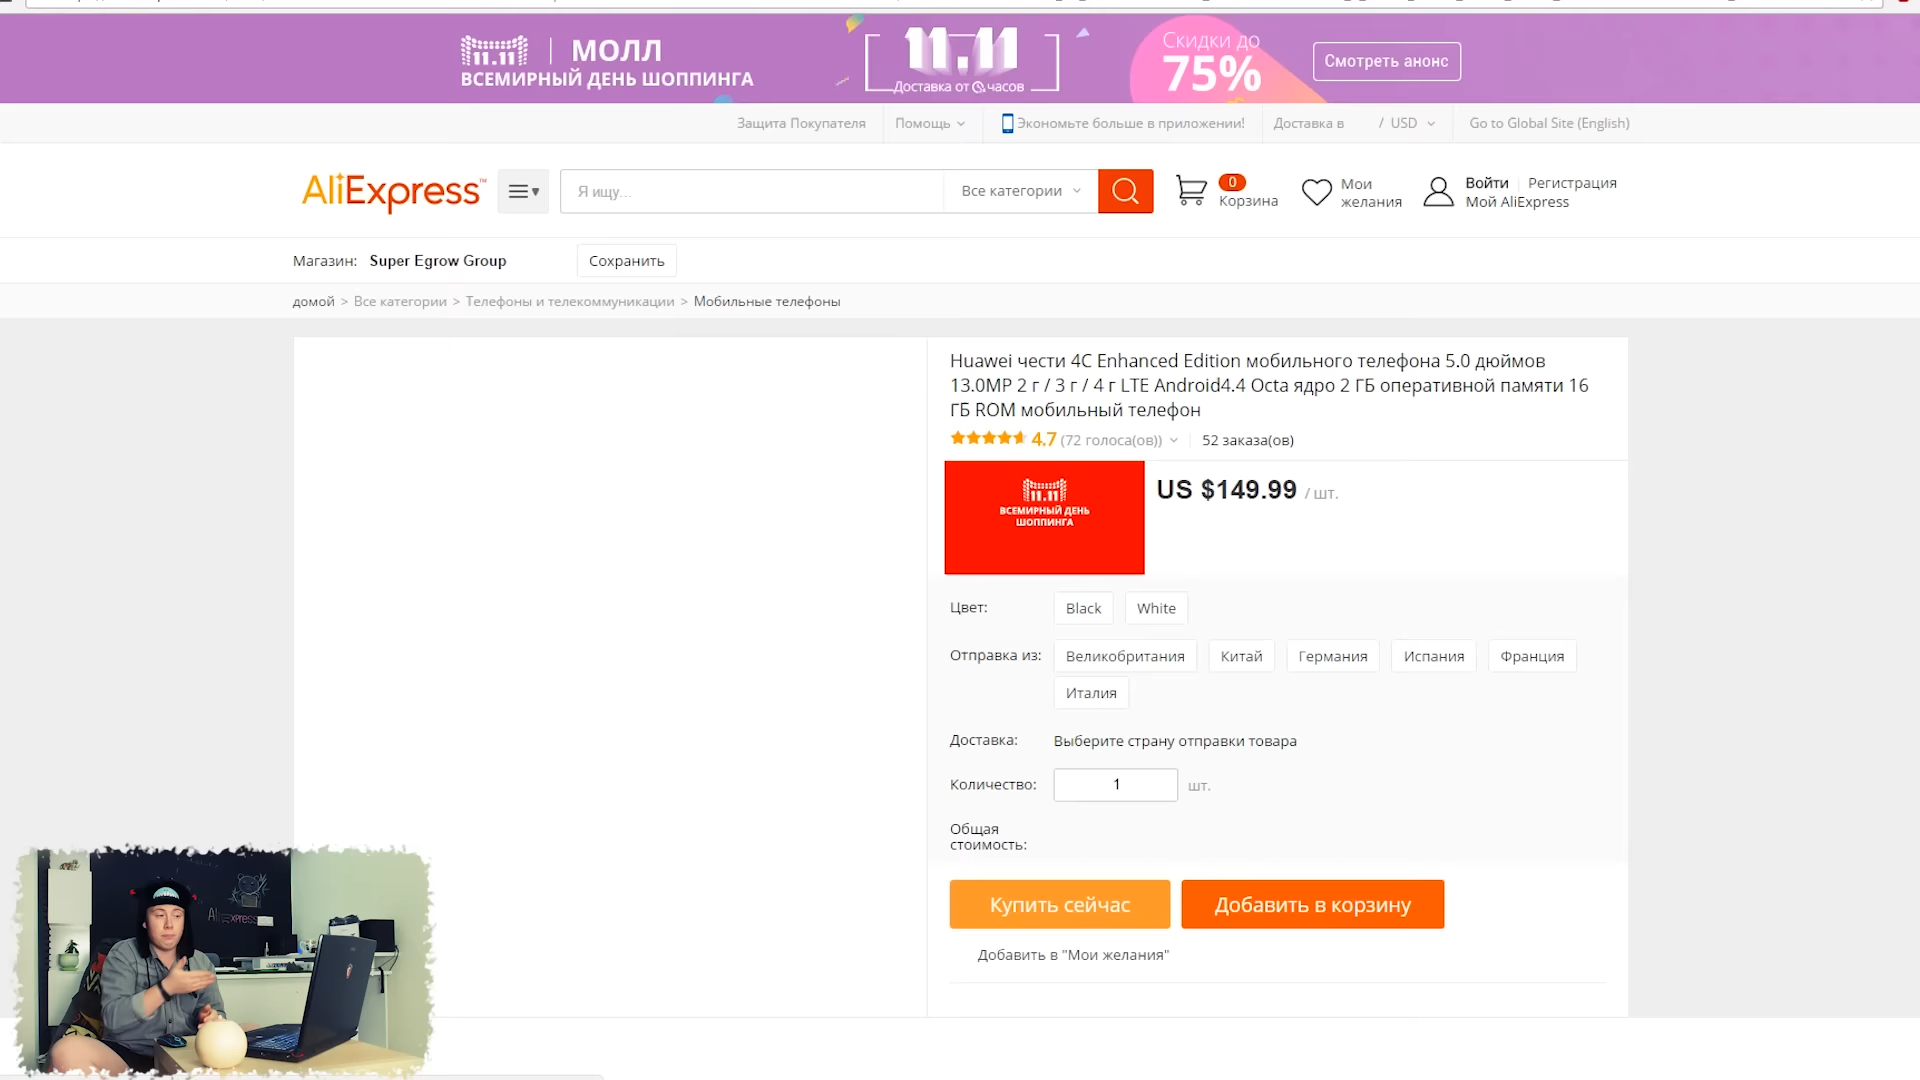 11.11 | МОЛЛ
ВСЕМИРНЫЙ ДЕНЬ ШОППИНГА
11.11
Доставка от часов
Скидки до
75%
Смотреть анонс
Защита Покупателя
Помощь
Экономьте больше в приложении!
Доставка в / USD
Go to Global Site (English)
AliExpress™
Я ищу...
Все категории
0
Корзина
Мои
желания
Войти | Регистрация
Мой AliExpress
Магазин: Super Egrow Group
Сохранить
домой > Все категории > Телефоны и телекоммуникации > Мобильные телефоны
Huawei чести 4C Enhanced Edition мобильного телефона 5.0 дюймов
13.0MP 2 г / 3 г / 4 г LTE Android4.4 Octa ядро 2 ГБ оперативной памяти 16
ГБ ROM мобильный телефон
4.7 (72 голоса(ов)) 52 заказа(ов)
11.11
ВСЕМИРНЫЙ ДЕНЬ
ШОППИНГА
US $149.99 / шт.
Цвет: Black White
Отправка из: Великобритания Китай Германия Испания Франция
Италия
Доставка: Выберите страну отправки товара
Количество: 1 шт.
Общая
стоимость:
Купить сейчас
Добавить в корзину
Добавить в "Мои желания"